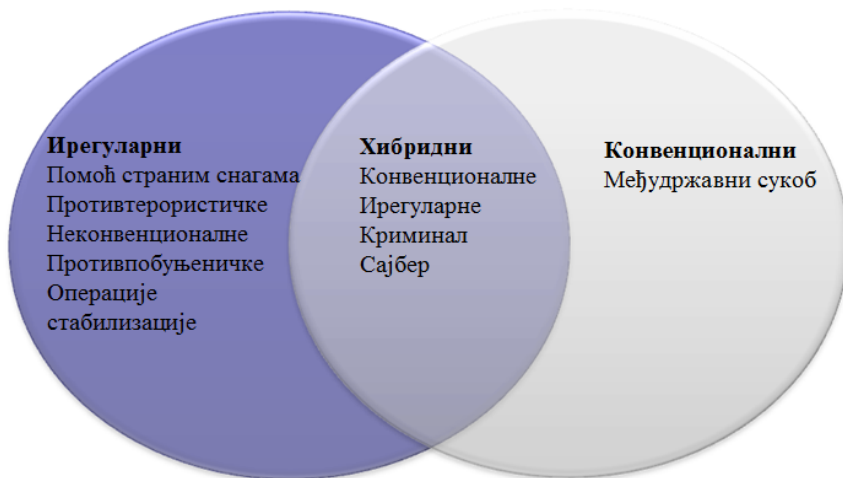 Ирегуларни
Помоћ страним снагама
Противтерористичке
Неконвенционалне
Противпобуњеничке
Операције
стабилизације
Хибридни
Конвенционалне
Ирегуларне
Криминал
Сајбер
Конвенционални
Међудржавни сукоб